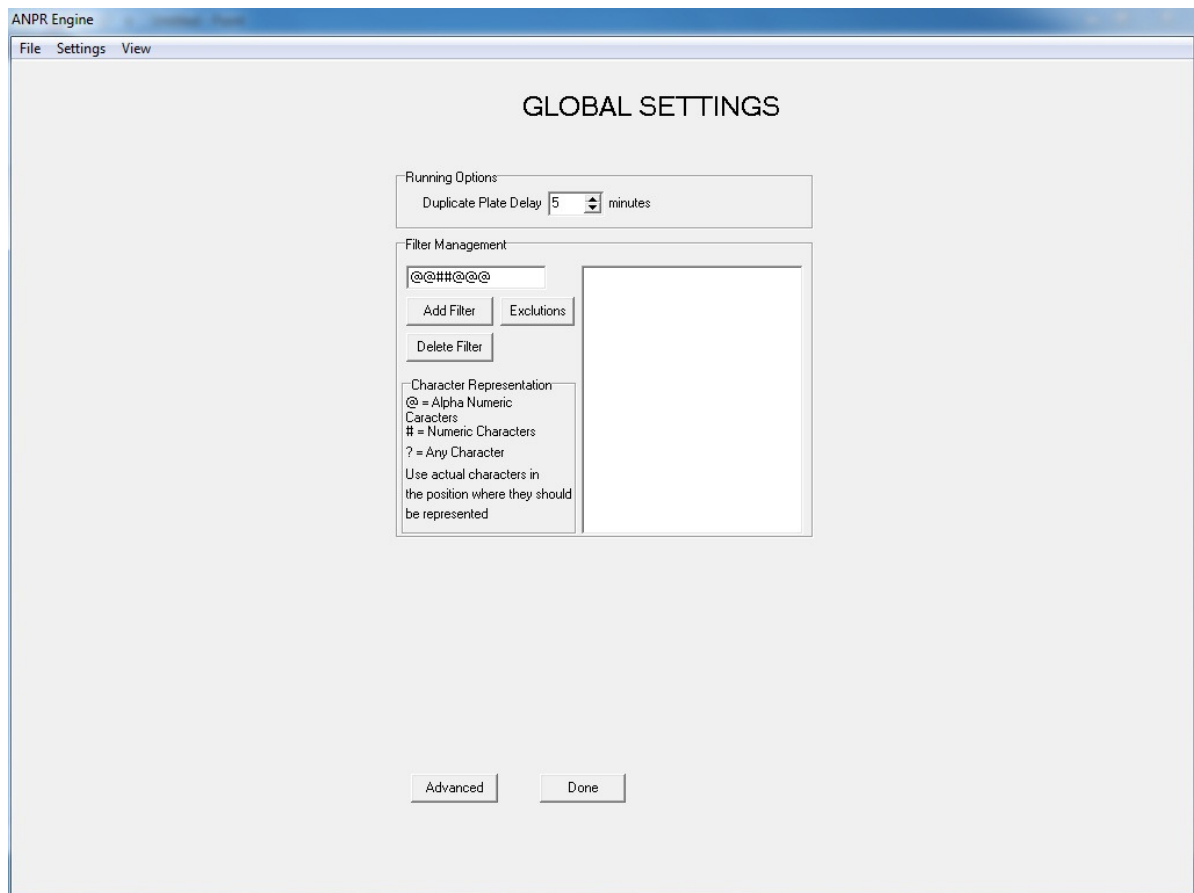 ANPR Engine
File Settings View
GLOBAL SETTINGS
Running Options
Duplicate Plate Delay 5 minutes
Filter Management
@@##@@@
Add Filter Exclutions
Delete Filter
Character Representation
@ = Alpha Numeric
Caracters
# = Numeric Characters
? = Any Character
Use actual characters in
the position where they should
be represented
Advanced Done